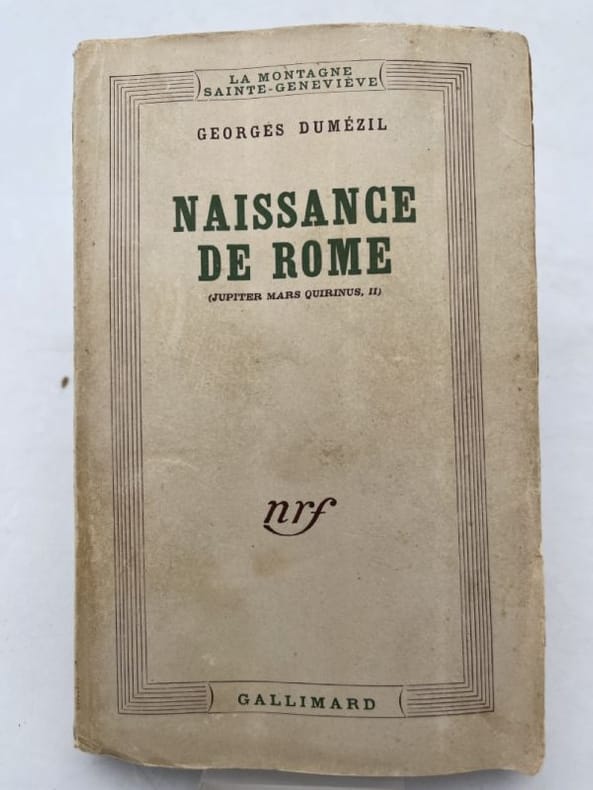 LA MONTAGNE
SAINTE-GENEVIÈVE
GEORGES DUMÉZIL
NAISSANCE
DE ROME
(JUPITER MARS QUIRINUS, II)
nrf
GALLIMARD